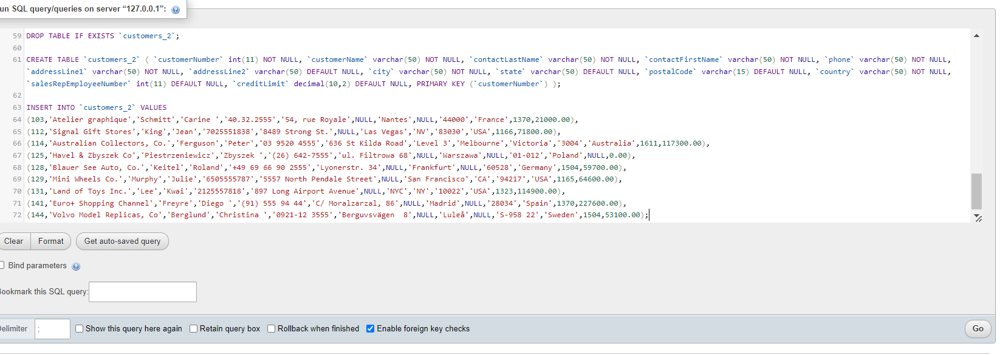 un SQL query/queries on server “127.0.0.1”:
59 DROP TABLE IF EXISTS `customers_2`;
60
61 CREATE TABLE `customers_2` ( `customerNumber` int(11) NOT NULL, `customerName` varchar(50) NOT NULL, `contactLastName` varchar(50) NOT NULL, `contactFirstName` varchar(50) NOT NULL, `phone` varchar(50) NOT NULL,
`addressLine1` varchar(50) NOT NULL, `addressLine2` varchar(50) DEFAULT NULL, `city` varchar(50) NOT NULL, `state` varchar(50) DEFAULT NULL, `postalCode` varchar(15) DEFAULT NULL, `country` varchar(50) NOT NULL,
`salesRepEmployeeNumber` int(11) DEFAULT NULL, `creditLimit` decimal(10,2) DEFAULT NULL, PRIMARY KEY (`customerNumber`) );
62
63 INSERT INTO `customers_2` VALUES
64 (103,'Atelier graphique','Schmitt','Carine ','40.32.2555','54, rue Royale',NULL,'Nantes',NULL,'44000','France',1370,21000.00),
65 (112,'Signal Gift Stores','King','Jean','7025551838','8489 Strong St.',NULL,'Las Vegas','NV','83030','USA',1166,71800.00),
66 (114,'Australian Collectors, Co.','Ferguson','Peter','03 9520 4555','636 St Kilda Road','Level 3','Melbourne','Victoria','3004','Australia',1611,117300.00),
67 (125,'Havel & Zbyszek Co','Piestrzeniewicz','Zbyszek ','(26) 642-7555','ul. Filtrowa 68',NULL,'Warszawa',NULL,'01-012','Poland',NULL,0.00),
68 (128,'Blauer See Auto, Co.','Keitel','Roland','+49 69 66 90 2555','Lyonerstr. 34',NULL,'Frankfurt',NULL,'60528','Germany',1504,59700.00),
69 (129,'Mini Wheels Co.','Murphy','Julie','6505555787','5557 North Pendale Street',NULL,'San Francisco','CA','94217','USA',1165,64600.00),
70 (131,'Land of Toys Inc.','Lee','Kwai','2125557818','897 Long Airport Avenue',NULL,'NYC','NY','10022','USA',1323,114900.00),
71 (141,'Euro+ Shopping Channel','Freyre','Diego ','(91) 555 94 44','C/ Moralzarzal, 86',NULL,'Madrid',NULL,'28034','Spain',1370,227600.00),
72 (144,'Volvo Model Replicas, Co','Berglund','Christina ','0921-12 3555','Berguvsvägen  8',NULL,'Luleå',NULL,'S-958 22','Sweden',1504,53100.00);
Clear Format Get auto-saved query
Bind parameters
Bookmark this SQL query:
Delimiter ; Show this query here again Retain query box Rollback when finished Enable foreign key checks Go